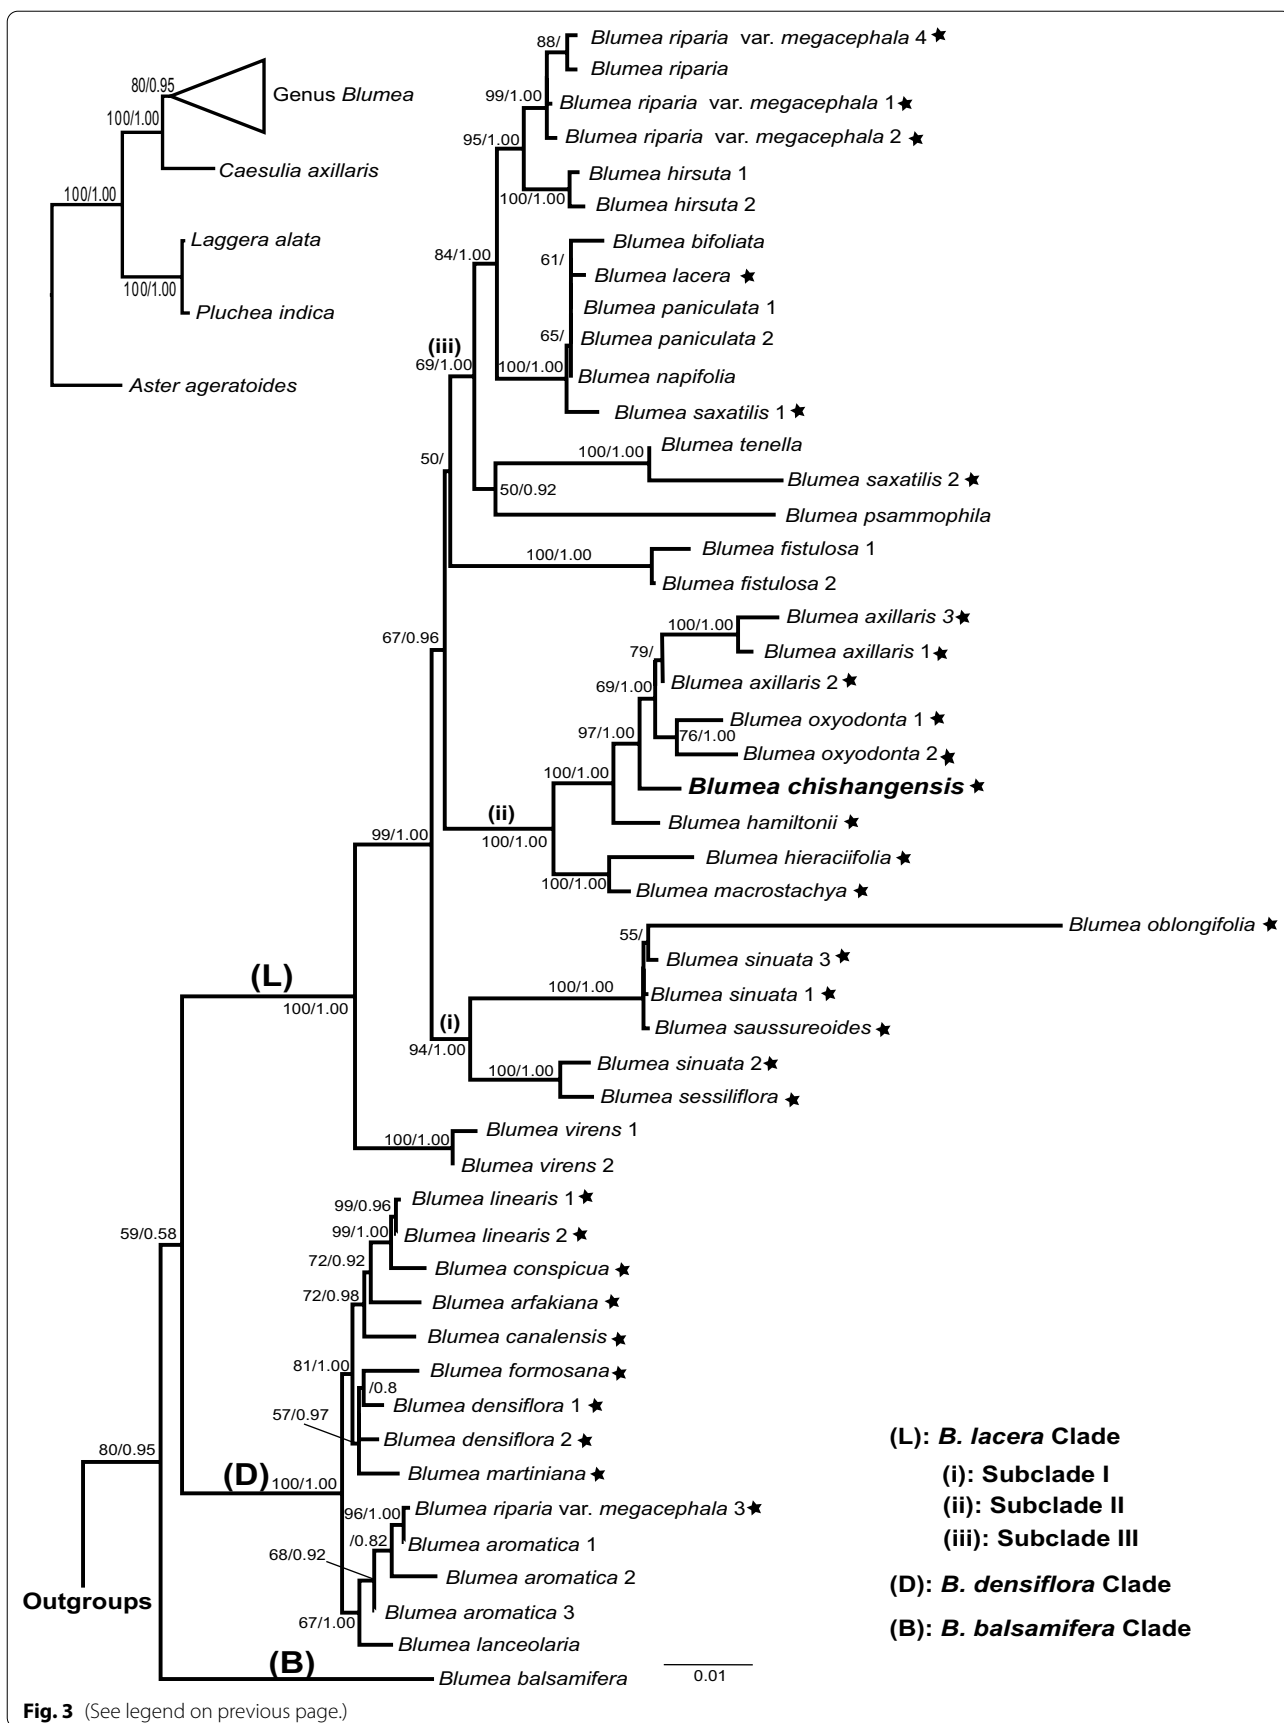 88/
Blumea riparia var. megacephala 4★
Blumea riparia
99/1.00
Blumea riparia var. megacephala 1★
Blumea riparia var. megacephala 2★
95/1.00
Blumea hirsuta 1
100/1.00
Blumea hirsuta 2
80/0.95
Genus Blumea
100/1.00
Caesulia axillaris
100/1.00
Laggera alata
100/1.00
Pluchea indica
Aster ageratoides
84/1.00
Blumea bifoliata
61/
Blumea lacera ★
Blumea paniculata 1
65/
Blumea paniculata 2
(iii)
69/1.00
100/1.00
Blumea napifolia
Blumea saxatilis 1★
50/
100/1.00
Blumea tenella
Blumea saxatilis 2★
50/0.92
Blumea psammophila
100/1.00
Blumea fistulosa 1
Blumea fistulosa 2
67/0.96
100/1.00
Blumea axillaris 3★
79/
Blumea axillaris 1★
69/1.00
Blumea axillaris 2★
97/1.00
Blumea oxyodonta 1★
76/1.00
Blumea oxyodonta 2★
100/1.00
Blumea chishangensis ★
(ii)
100/1.00
Blumea hamiltonii ★
99/1.00
Blumea hieraciifolia★
100/1.00
Blumea macrostachya ★
55/
Blumea oblongifolia ★
Blumea sinuata 3★
(L)
100/1.00
100/1.00
Blumea sinuata 1★
(i)
94/1.00
Blumea saussureoides★
100/1.00
Blumea sinuata 2★
Blumea sessiliflora ★
100/1.00
Blumea virens 1
Blumea virens 2
59/0.58
99/0.96
Blumea linearis 1★
99/1.00
Blumea linearis 2★
72/0.92
Blumea conspicua ★
72/0.98
Blumea arfakiana ★
Blumea canalensis★
81/1.00
Blumea formosana★
/0.8
Blumea densiflora 1★
57/0.97
Blumea densiflora 2★
80/0.95
(D)
100/1.00
Blumea martiniana ★
96/1.00
Blumea riparia var. megacephala 3★
/0.82
Blumea aromatica 1
68/0.92
Blumea aromatica 2
Outgroups
Blumea aromatica 3
67/1.00
Blumea lanceolaria
(B)
Blumea balsamifera
0.01
(L): B. lacera Clade
(i): Subclade I
(ii): Subclade II
(iii): Subclade III
(D): B. densiflora Clade
(B): B. balsamifera Clade
Fig. 3 (See legend on previous page.)